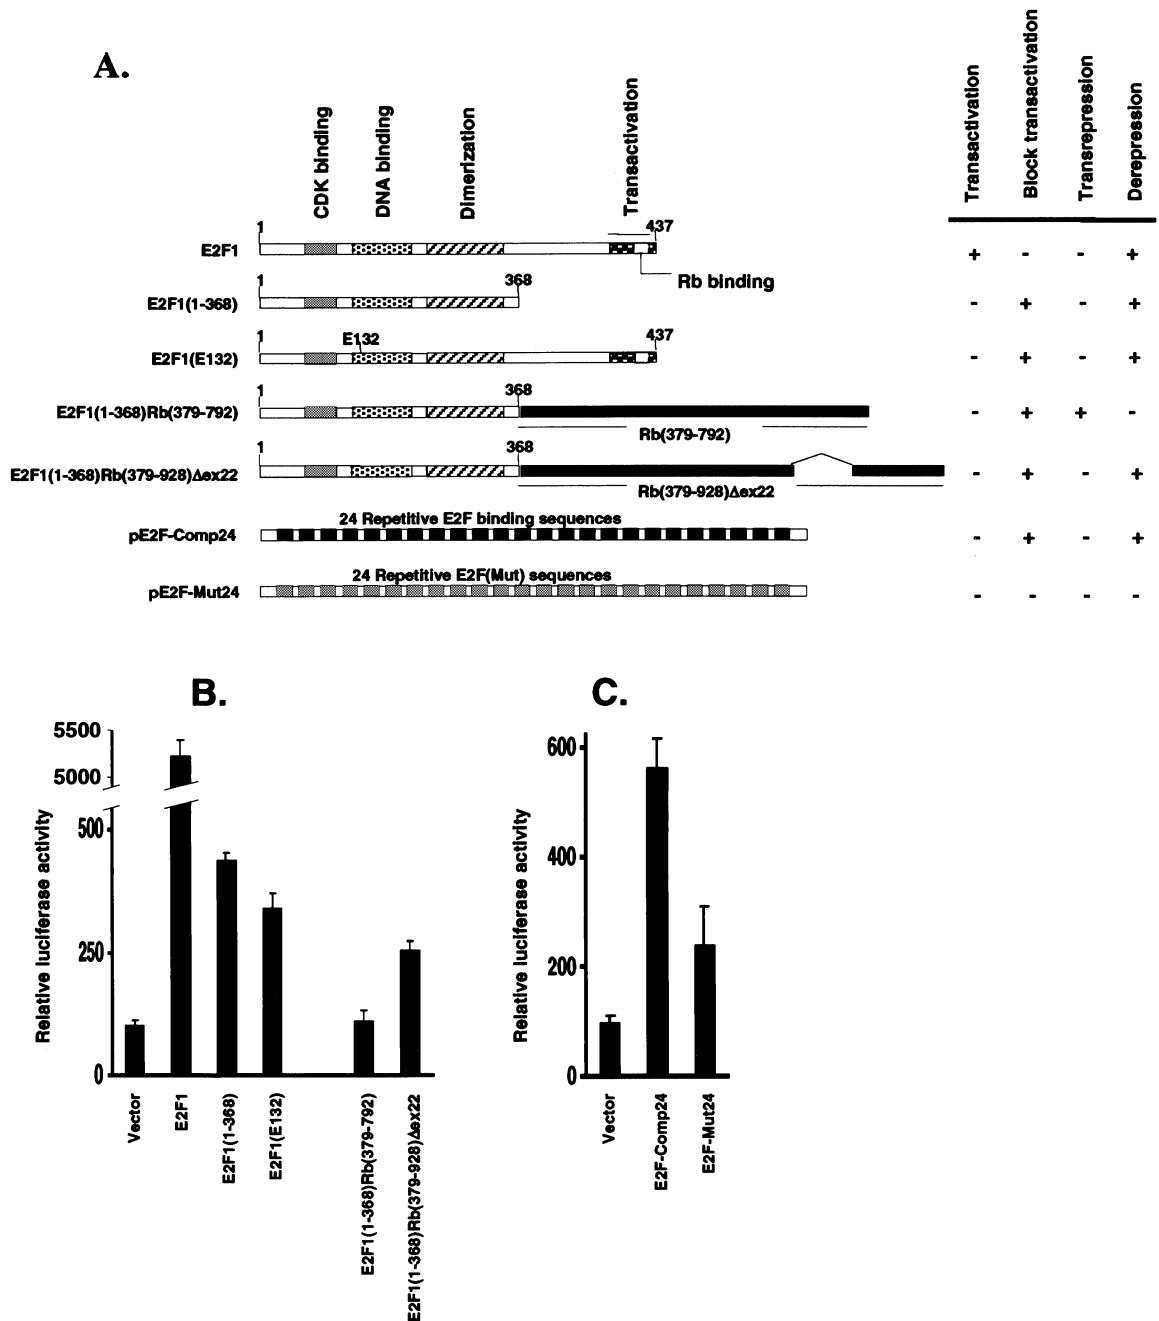 A.
CDK binding
DNA binding
Dimerization
Transactivation
Transactivation
Block transactivation
Transrepression
Derepression
1 437
E2F1 + - - +
Rb binding
1 368
E2F1(1-368) - + - +
1 E132 437
E2F1(E132) - + - +
1 368
E2F1(1-368)Rb(379-792) - + + -
Rb(379-792)
1 368
E2F1(1-368)Rb(379-928)Δex22 - + - +
Rb(379-928)Δex22
24 Repetitive E2F binding sequences
pE2F-Comp24 - + - +
24 Repetitive E2F(Mut) sequences
pE2F-Mut24 - - - -
B.
Relative luciferase activity
5500
5000
500
250
0
Vector
E2F1
E2F1(1-368)
E2F1(E132)
E2F1(1-368)Rb(379-792)
E2F1(1-368)Rb(379-928)Δex22
C.
Relative luciferase activity
600
400
200
0
Vector
E2F-Comp24
E2F-Mut24